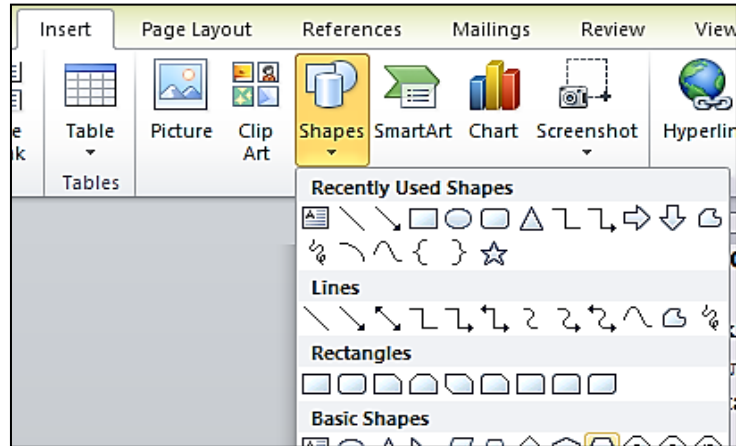 Insert Page Layout References Mailings Review View
Table Picture Clip Art Shapes SmartArt Chart Screenshot
Tables
Recently Used Shapes
Lines
Rectangles
Basic Shapes